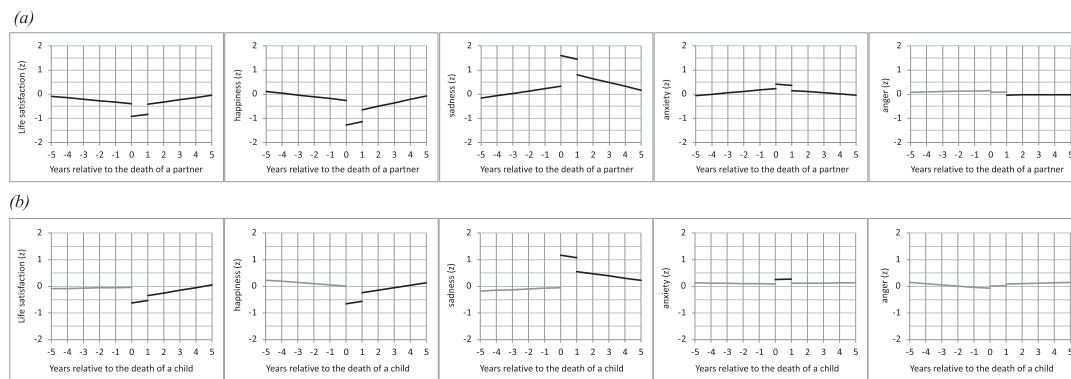 (a)
2
1
0
-1
-2
Life satisfaction (z)
-5 -4 -3 -2 -1 0 1 2 3 4 5
Years relative to the death of a partner
2
1
0
-1
-2
happiness (z)
-5 -4 -3 -2 -1 0 1 2 3 4 5
Years relative to the death of a partner
2
1
0
-1
-2
sadness (z)
-5 -4 -3 -2 -1 0 1 2 3 4 5
Years relative to the death of a partner
2
1
0
-1
-2
anxiety (z)
-5 -4 -3 -2 -1 0 1 2 3 4 5
Years relative to the death of a partner
2
1
0
-1
-2
anger (z)
-5 -4 -3 -2 -1 0 1 2 3 4 5
Years relative to the death of a partner
(b)
2
1
0
-1
-2
Life satisfaction (z)
-5 -4 -3 -2 -1 0 1 2 3 4 5
Years relative to the death of a child
2
1
0
-1
-2
happiness (z)
-5 -4 -3 -2 -1 0 1 2 3 4 5
Years relative to the death of a child
2
1
0
-1
-2
sadness (z)
-5 -4 -3 -2 -1 0 1 2 3 4 5
Years relative to the death of a child
2
1
0
-1
-2
anxiety (z)
-5 -4 -3 -2 -1 0 1 2 3 4 5
Years relative to the death of a child
2
1
0
-1
-2
anger (z)
-5 -4 -3 -2 -1 0 1 2 3 4 5
Years relative to the death of a child